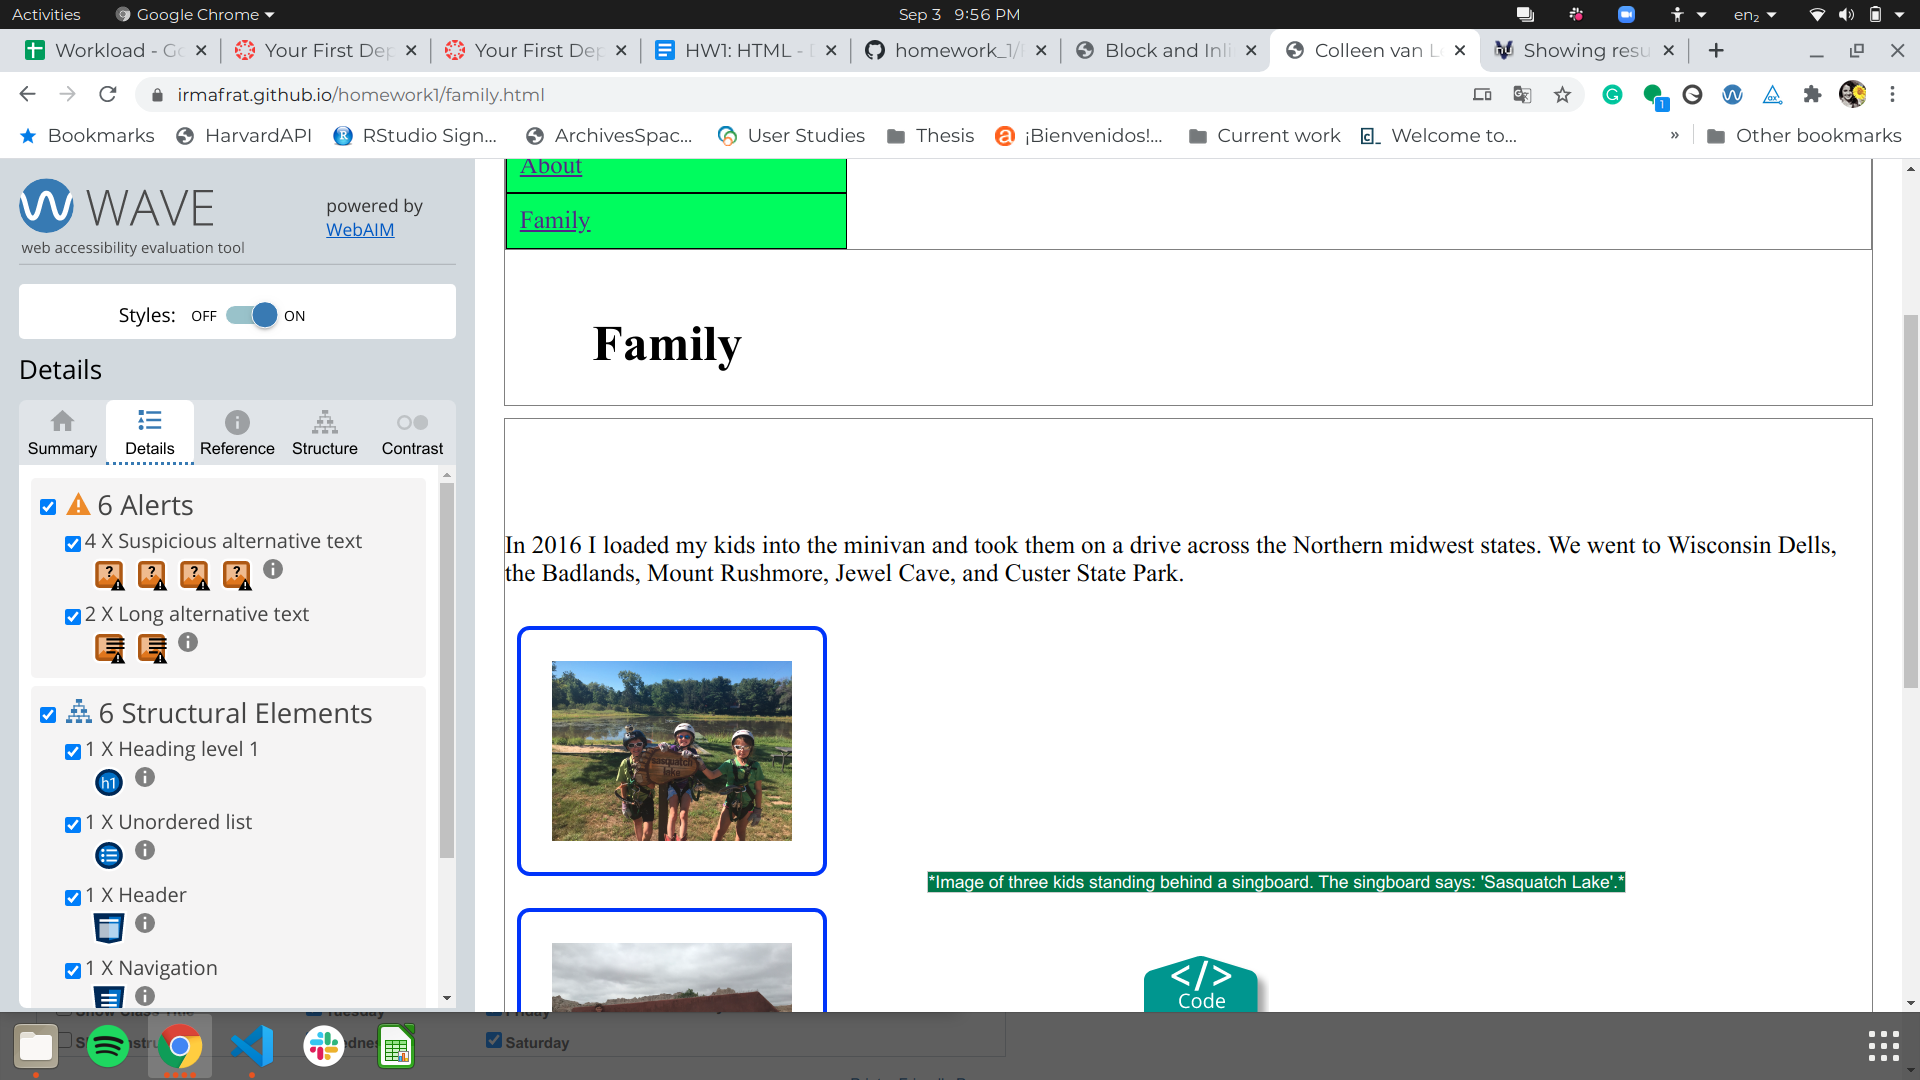 Activities
Google Chrome
Sep 3 9:56 PM
en₂
Workload - Go
Your First Dep
Your First Dep
HW1: HTML - D
homework_1/
Block and Inli
Colleen van L
Showing resu
irmafrat.github.io/homework1/family.html
1
Bookmarks
HarvardAPI
RStudio Sign...
ArchivesSpac...
User Studies
Thesis
¡Bienvenidos!...
Current work
Welcome to...
»
Other bookmarks
WAVE
web accessibility evaluation tool
powered by
WebAIM
Styles: OFF ON
Details
Summary
Details
Reference
Structure
Contrast
6 Alerts
4 X Suspicious alternative text
2 X Long alternative text
6 Structural Elements
1 X Heading level 1
h1
1 X Unordered list
1 X Header
1 X Navigation
About
Family
Family
In 2016 I loaded my kids into the minivan and took them on a drive across the Northern midwest states. We went to Wisconsin Dells,
the Badlands, Mount Rushmore, Jewel Cave, and Custer State Park.
sasquatch
lake
*Image of three kids standing behind a singboard. The singboard says: 'Sasquatch Lake'.*
</>
Code
Saturday